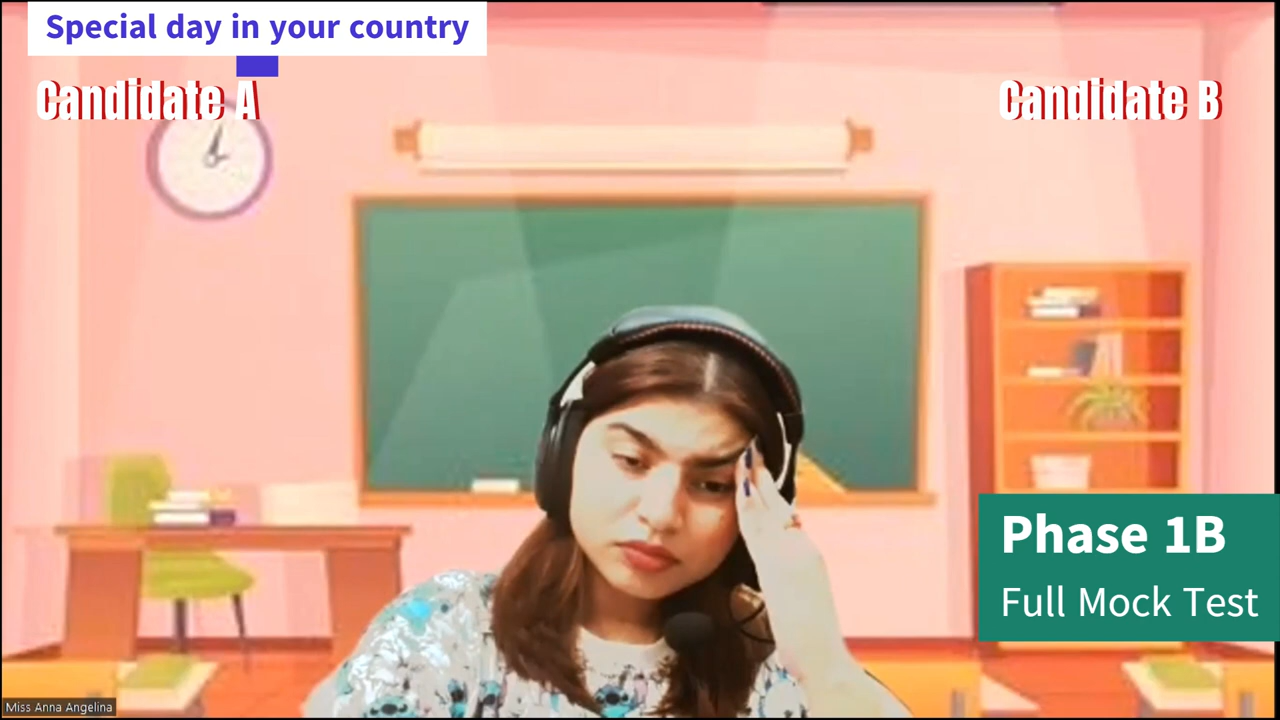 Special day in your country
Candidate A
Candidate B
Phase 1B
Full Mock Test
Miss Anna Angelina